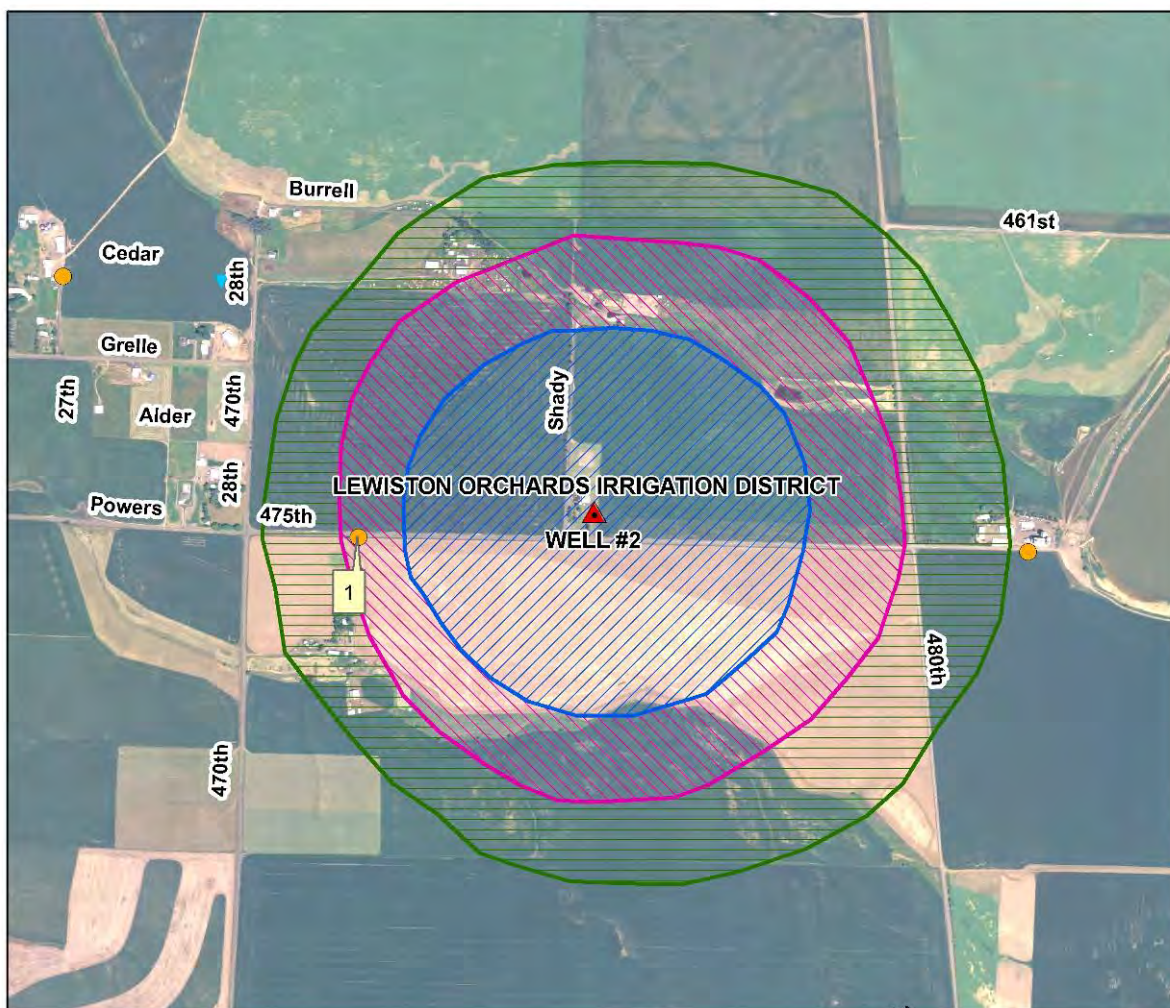 Burrell
461st
Cedar
28th
Grelle
Shady
27th
Alder
470th
28th
LEWISTON ORCHARDS IRRIGATION DISTRICT
Powers
475th
WELL #2
1
480th
470th